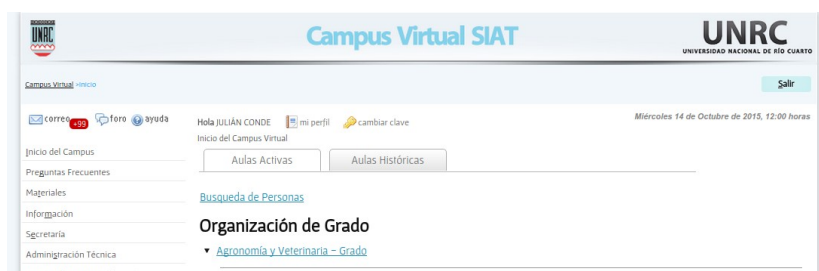 UNRC
Campus Virtual SIAT
UNRC
UNIVERSIDAD NACIONAL DE RÍO CUARTO
Campus Virtual »Inicio
Salir
correo +99 foro ayuda
Hola JULIÁN CONDE mi perfil cambiar clave
Miércoles 14 de Octubre de 2015, 12:00 horas
Inicio del Campus Virtual
Inicio del Campus
Aulas Activas
Aulas Históricas
Preguntas Frecuentes
Materiales
Busqueda de Personas
Información
Secretaría
Organización de Grado
Administración Técnica
Agronomía y Veterinaria - Grado